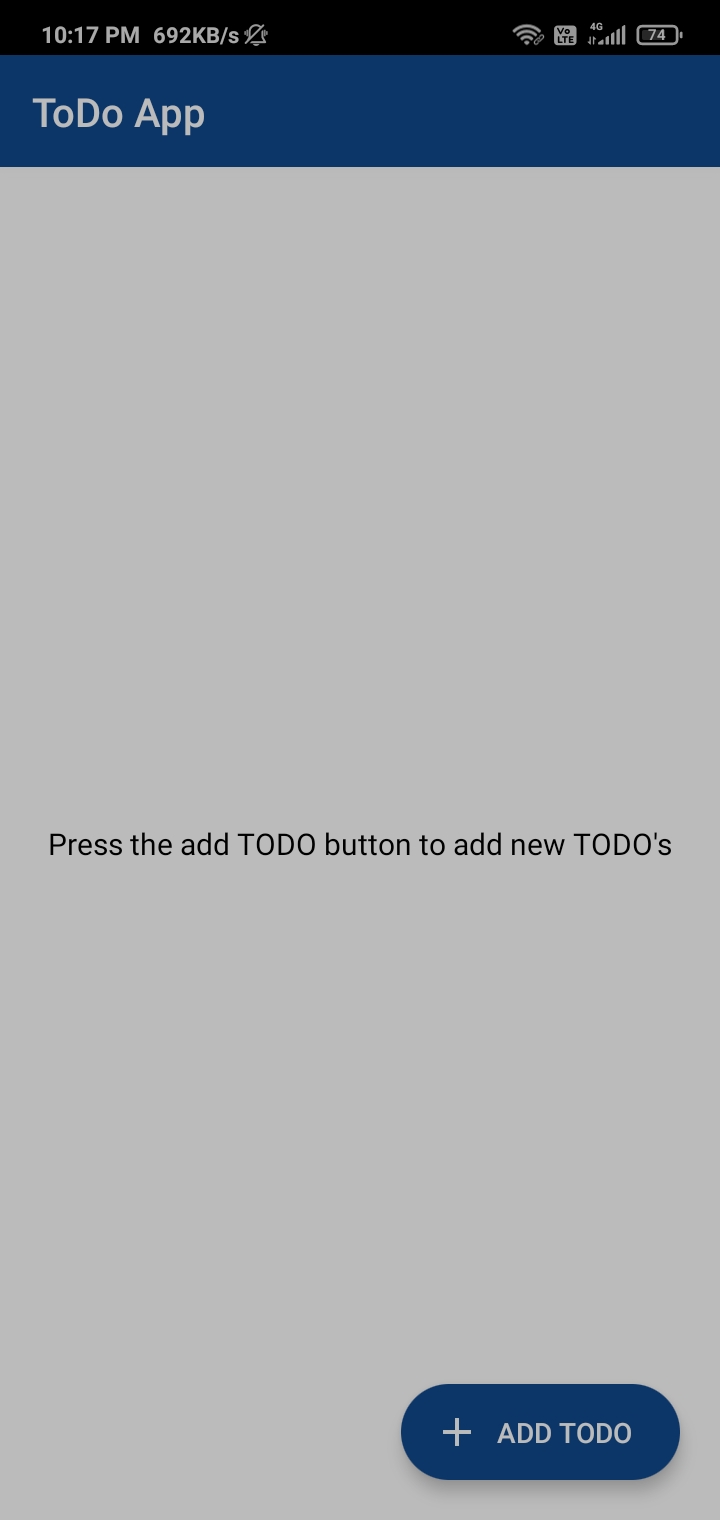 10:17 PM 692KB/s Vo LTE 4G 74
ToDo App
Press the add TODO button to add new TODO's
+ ADD TODO